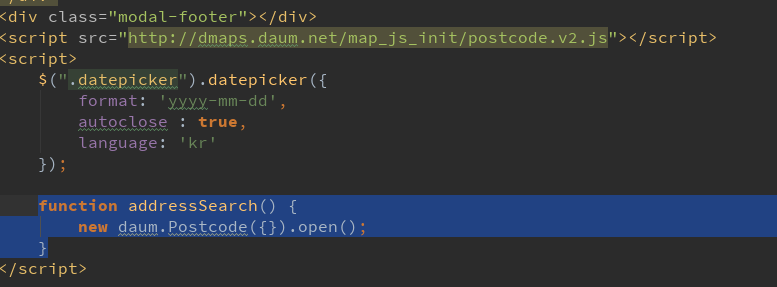 <div class="modal-footer"></div>
<script src="http://dmaps.daum.net/map_js_init/postcode.v2.js"></script>
<script>
$(".datepicker").datepicker({
format: 'yyyy-mm-dd',
autoclose : true,
language: 'kr'
});
function addressSearch() {
new daum.Postcode({}).open();
}
</script>